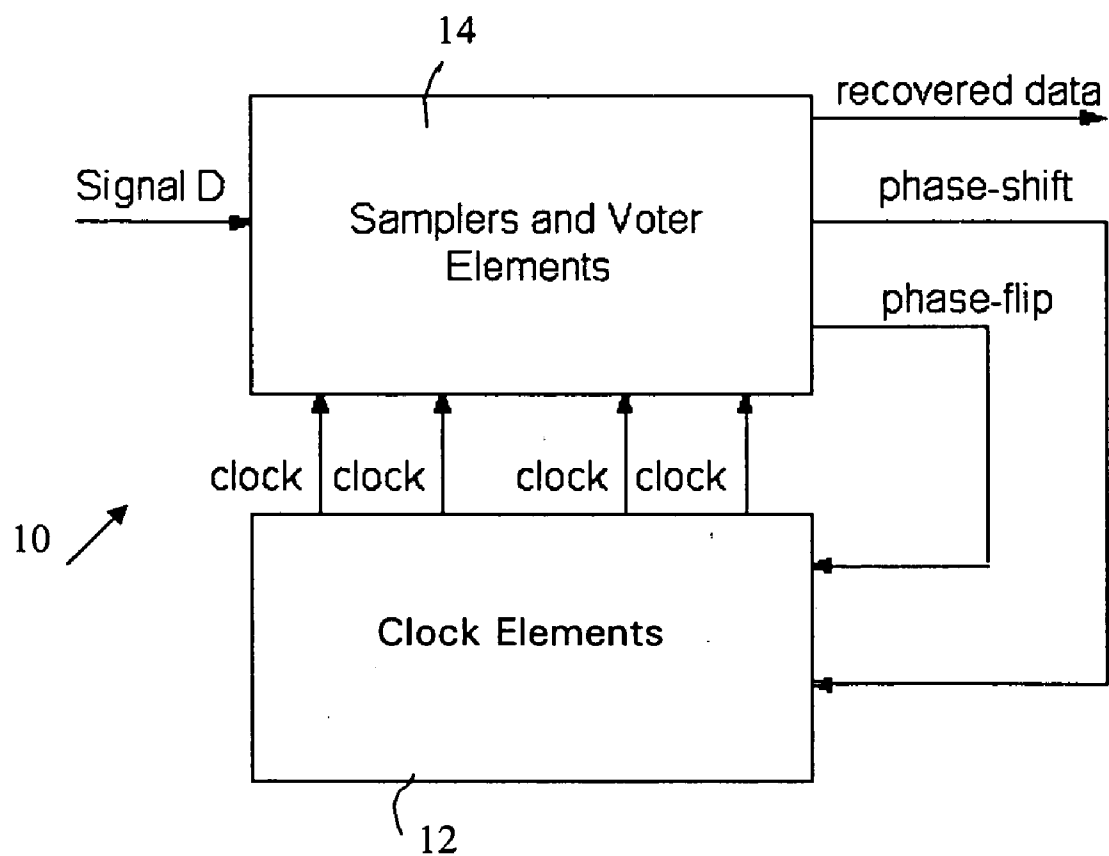 14
recovered data
Signal D
phase-shift
Samplers and Voter
Elements
phase-flip
clock clock clock clock
10
Clock Elements
12